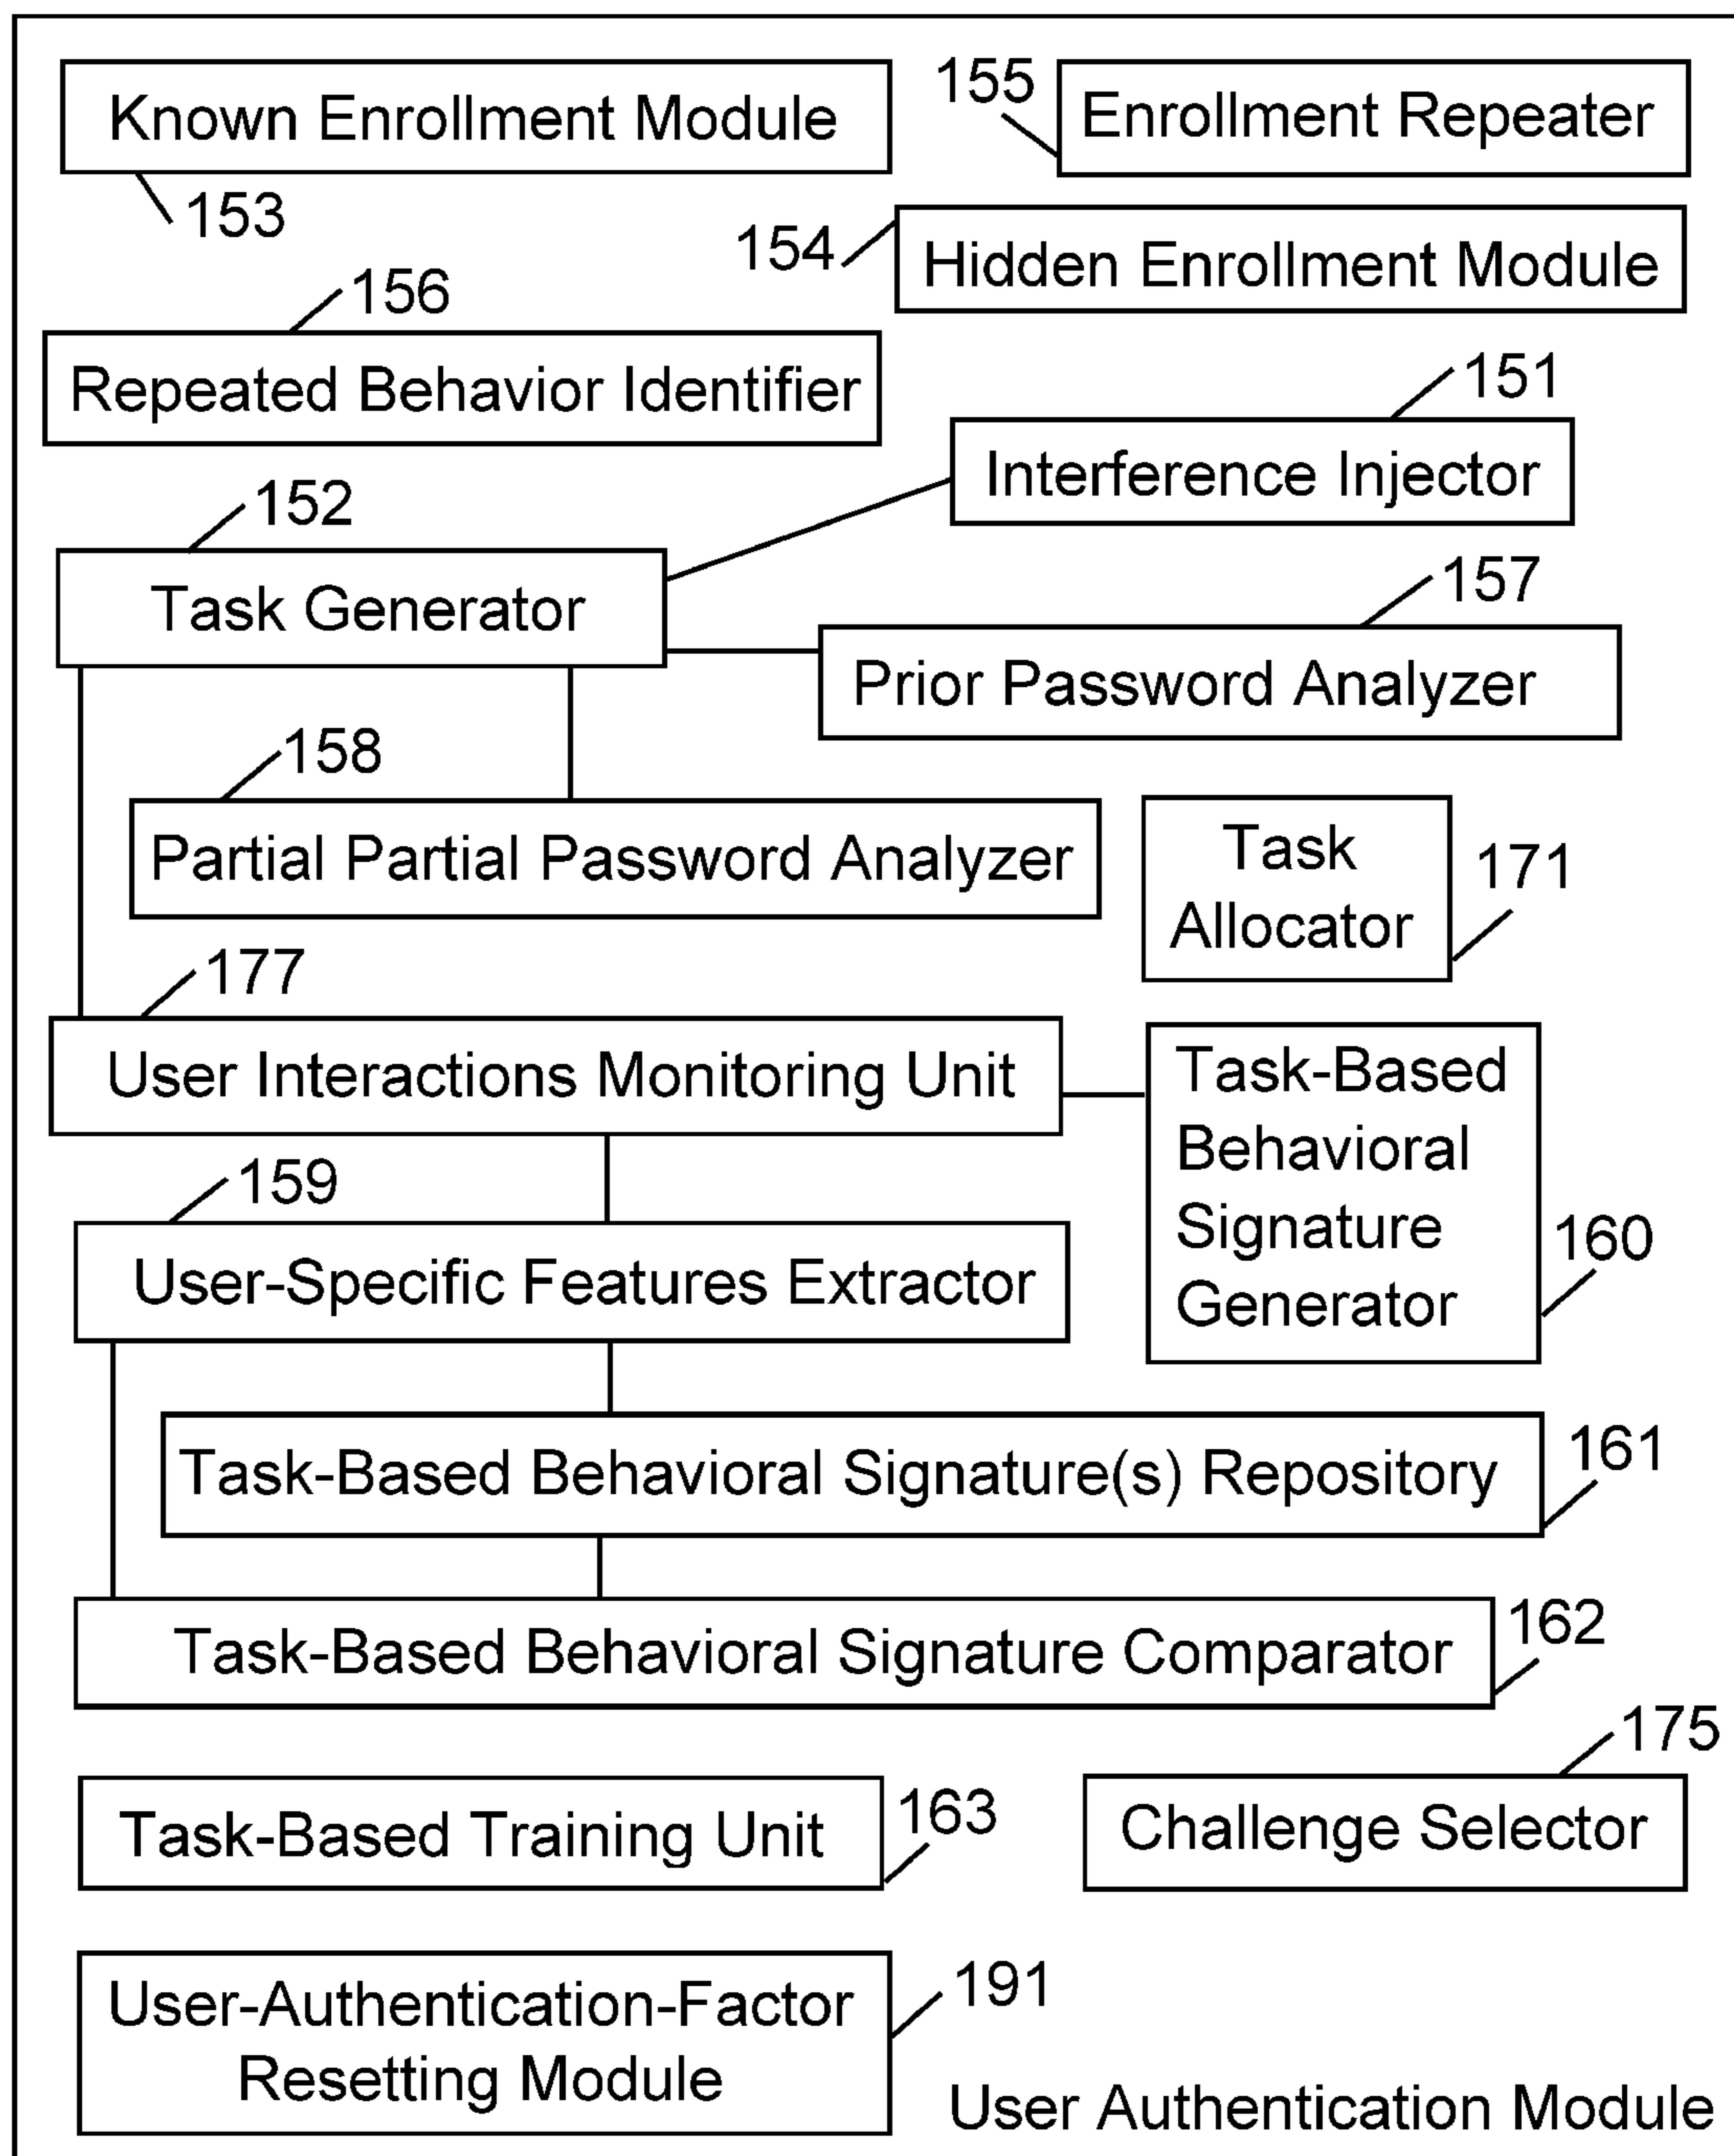 Known Enrollment Module
153
155
Enrollment Repeater
154
Hidden Enrollment Module
156
Repeated Behavior Identifier
151
Interference Injector
152
Task Generator
157
Prior Password Analyzer
158
Partial Partial Password Analyzer
Task
Allocator
171
177
User Interactions Monitoring Unit
Task-Based
Behavioral
Signature
Generator
160
159
User-Specific Features Extractor
Task-Based Behavioral Signature(s) Repository
161
Task-Based Behavioral Signature Comparator
162
175
Task-Based Training Unit
163
Challenge Selector
User-Authentication-Factor
Resetting Module
191
User Authentication Module